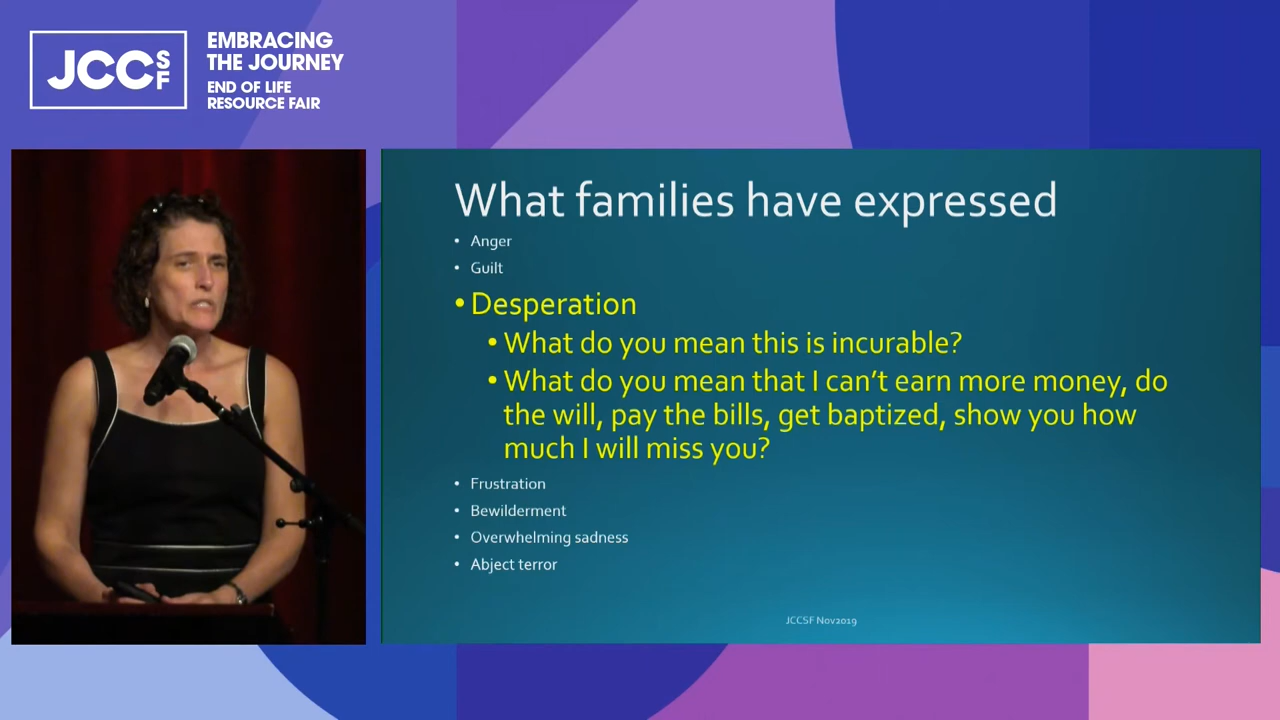 JCCSF
EMBRACING
THE JOURNEY
END OF LIFE
RESOURCE FAIR
What families have expressed
• Anger
• Guilt
• Desperation
• What do you mean this is incurable?
• What do you mean that I can’t earn more money, do
the will, pay the bills, get baptized, show you how
much I will miss you?
• Frustration
• Bewilderment
• Overwhelming sadness
• Abject terror
JCCSF Nov2019